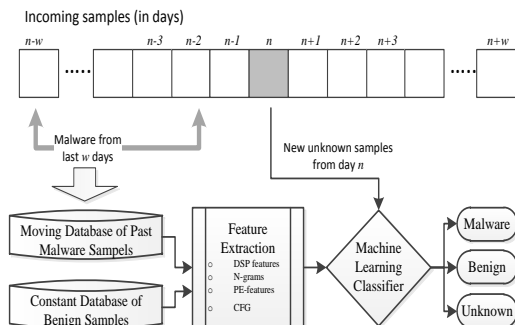 Incoming samples (in days)
n-w n-3 n-2 n-1 n n+1 n+2 n+3 n+w
Malware from
last w days
New unknown samples
from day n
Moving Database of Past
Malware Sampels
Constant Database of
Benign Samples
Feature
Extraction
o DSP features
o N-grams
o PE-features
o CFG
Machine
Learning
Classifier
Malware
Benign
Unknown